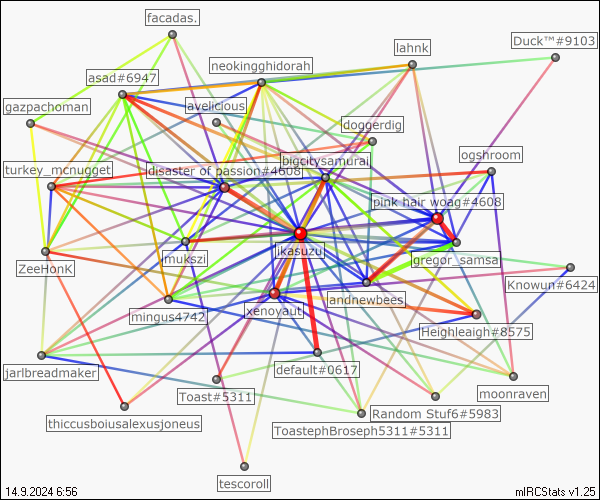 facadas.
lahnk
Duck™#9103
neokingghidorah
asad#6947
gazpachoman
avelicious
doggerdig
bigcitysamurai
ogshroom
turkey_mcnugget
disaster of passion#4608
pink hair woag#4608
jkasuzu
mukszi
gregor_samsa
ZeeHonK
Knowun#6424
landnewbees
xenoyaut
mingus4742
Heighleaigh#8575
default#0617
jarlbreadmaker
moonraven
Toast#5311
Random Stuf6#5983
thiccusboiusalexusjoneus
ToastephBroseph5311#5311
tescoroll
14.9.2024 6:56
mIRCStats v1.25